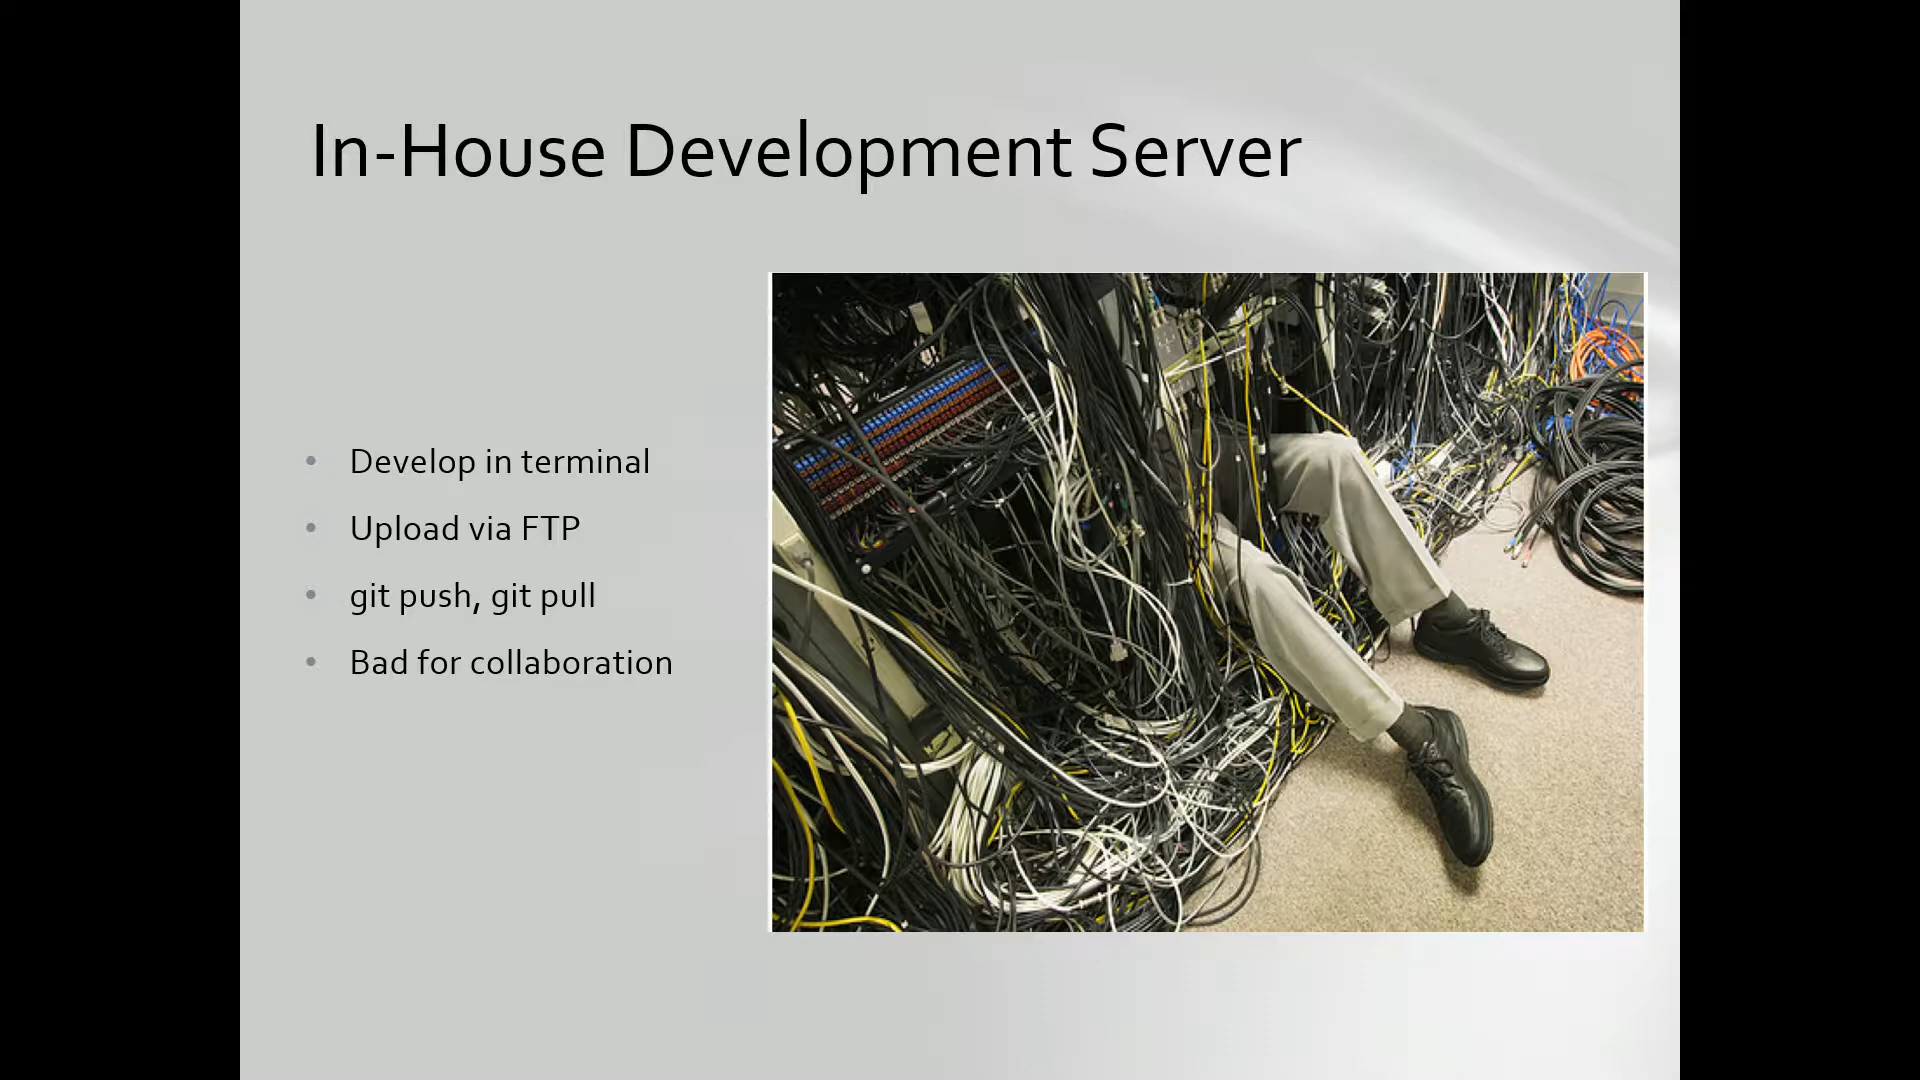 In-House Development Server
Develop in terminal
Upload via FTP
git push, git pull
Bad for collaboration